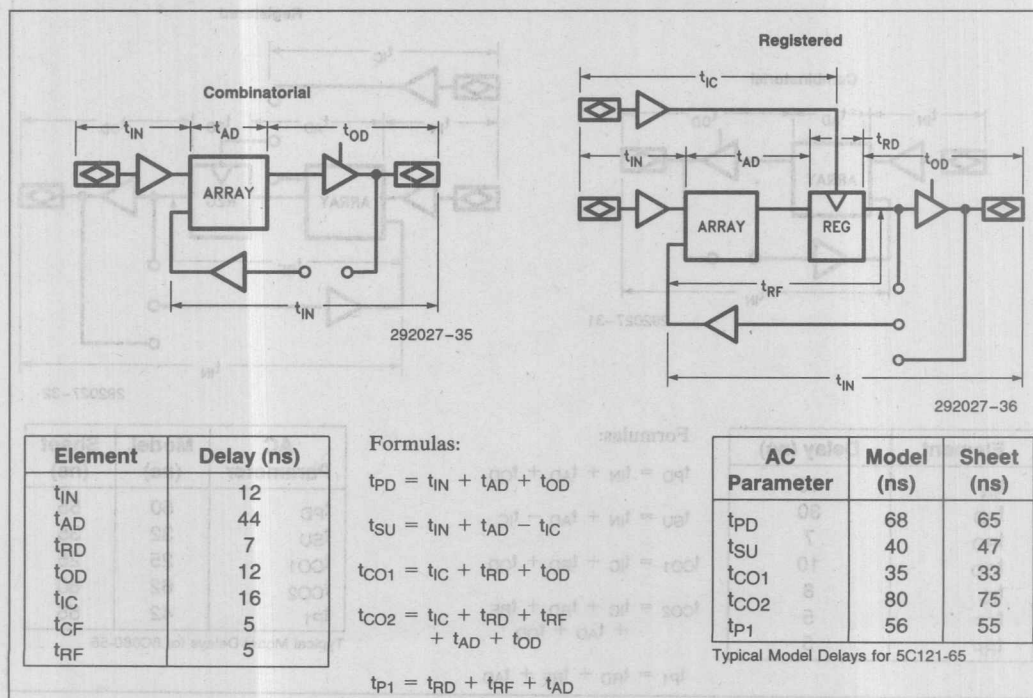 Registered
Combinatorial
tIC
tIN tAD tOD
tRD
tIN tAD tOD
ARRAY
ARRAY REG
tRF
tIN
292027-35
tIN
292027-36
Element Delay (ns)
tIN 12
tAD 44
tRD 7
tOD 12
tIC 16
tCF 5
tRF 5
Formulas:
tPD = tIN + tAD + tOD
tSU = tIN + tAD − tIC
tCO1 = tIC + tRD + tOD
tCO2 = tIC + tRD + tRF
+ tAD + tOD
tP1 = tRD + tRF + tAD
AC Model Sheet
Parameter (ns) (ns)
tPD 68 65
tSU 40 47
tCO1 35 33
tCO2 80 75
tP1 56 55
Typical Model Delays for 5C121-65